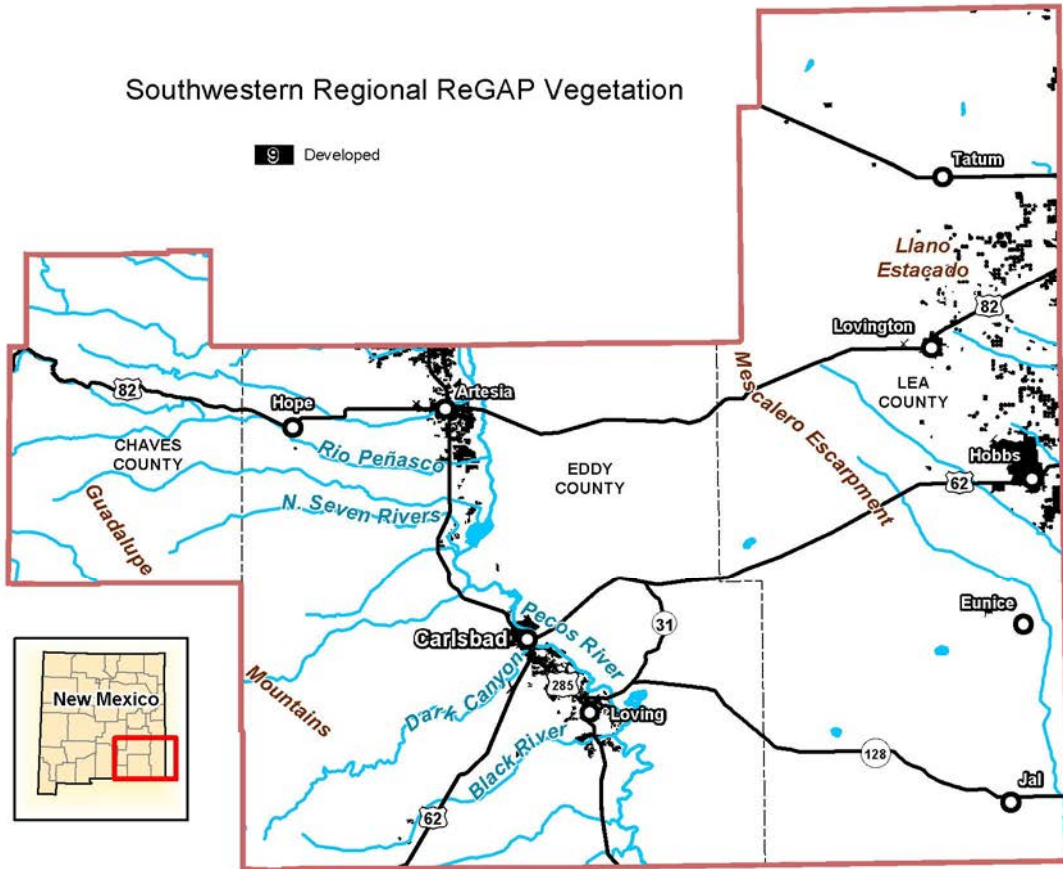 Southwestern Regional ReGAP Vegetation
9 Developed
Tatum
Llano
Estacado
82
Lovington
LEA
COUNTY
Hobbs
62
Mescalero Escarpment
82
Hope
Artesia
CHAVES
COUNTY
Rio Peñasco
EDDY
COUNTY
N. Seven Rivers
Guadalupe
Mountains
Eunice
Pecos River
31
Carlsbad
285
Dark Canyon
Loving
Black River
128
Jal
62
New Mexico